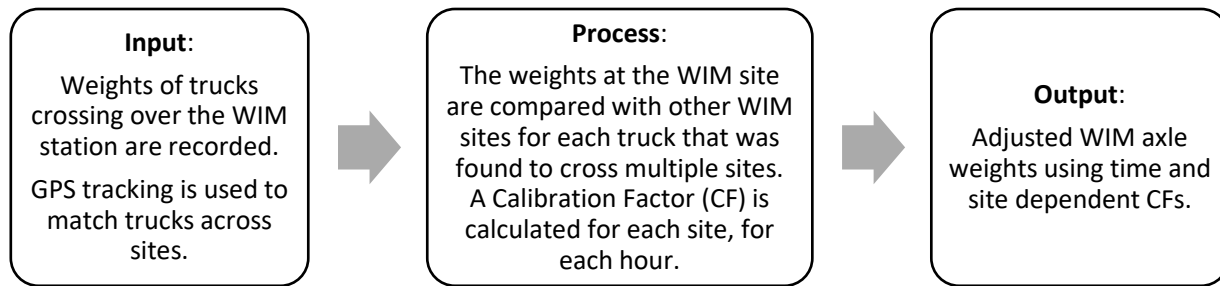 Input:
Weights of trucks
crossing over the WIM
station are recorded.
GPS tracking is used to
match trucks across
sites.
Process:
The weights at the WIM site
are compared with other WIM
sites for each truck that was
found to cross multiple sites.
A Calibration Factor (CF) is
calculated for each site, for
each hour.
Output:
Adjusted WIM axle
weights using time and
site dependent CFs.